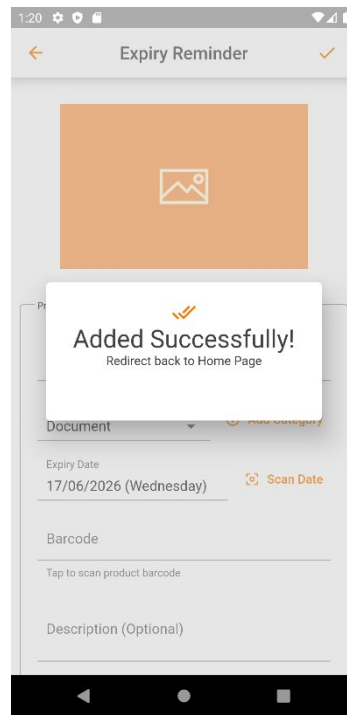 1:20
Expiry Reminder
Pr
Added Successfully!
Redirect back to Home Page
Document
Add Category
Expiry Date
17/06/2026 (Wednesday)
Scan Date
Barcode
Tap to scan product barcode
Description (Optional)